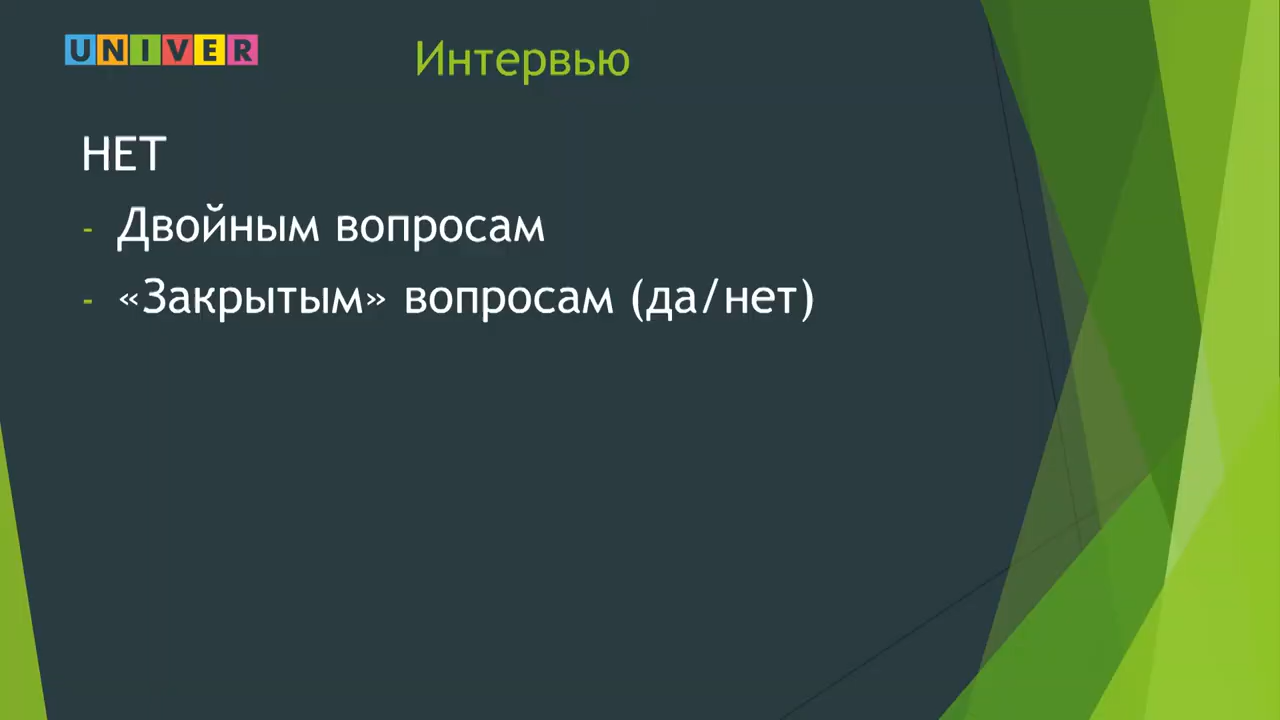 UNIVER
Интервью
НЕТ
- Двойным вопросам
- «Закрытым» вопросам (да/нет)